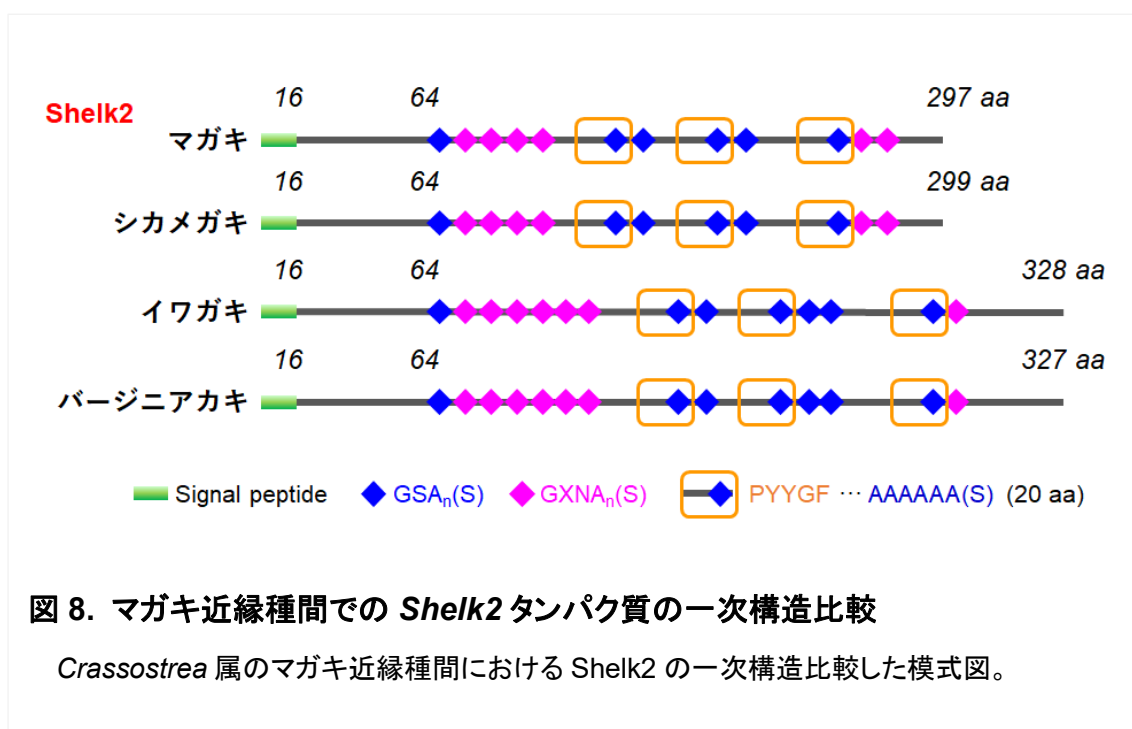 Shelk2
16 64 297 aa
マガキ
16 64 299 aa
シカメガキ
16 64 328 aa
イワガキ
16 64 327 aa
バージニアカキ
Signal peptide GSAn(S) GXNAn(S) PYYGF ··· AAAAAA(S) (20 aa)
図 8. マガキ近縁種間での Shelk2 タンパク質の一次構造比較
Crassostrea 属のマガキ近縁種間における Shelk2 の一次構造比較した模式図。